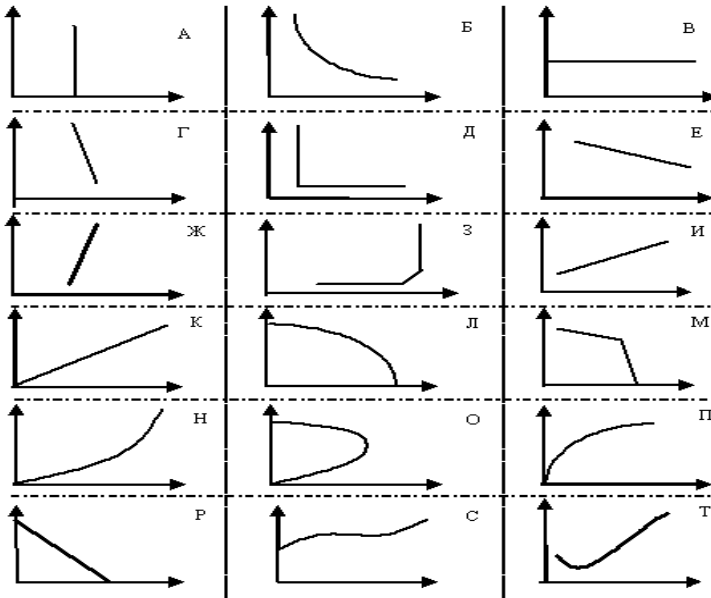 А Б В
Г Д Е
Ж З И
К Л М
Н О П
Р С Т